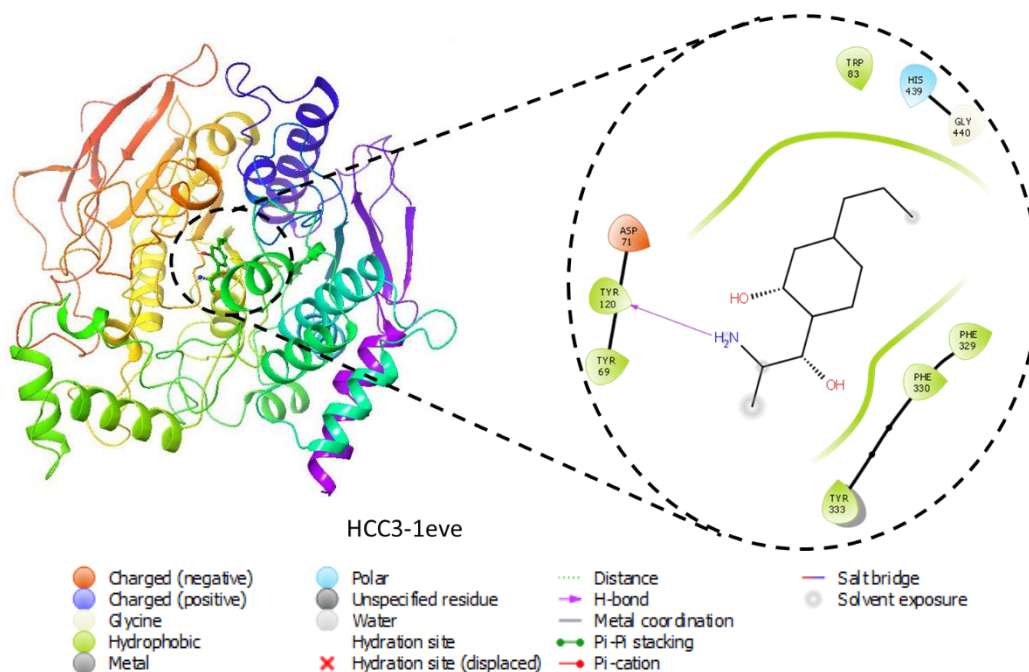 TRP
83
HIS
439
GLY
440
ASP
71
TYR
120
TYR
69
HO
H₂N
OH
PHE
329
PHE
330
TYR
333
HCC3-1eve
Charged (negative)
Charged (positive)
Glycine
Hydrophobic
Metal
Polar
Unspecified residue
Water
Hydration site
Hydration site (displaced)
Distance
H-bond
Metal coordination
Pi-Pi stacking
Pi-cation
Salt bridge
Solvent exposure